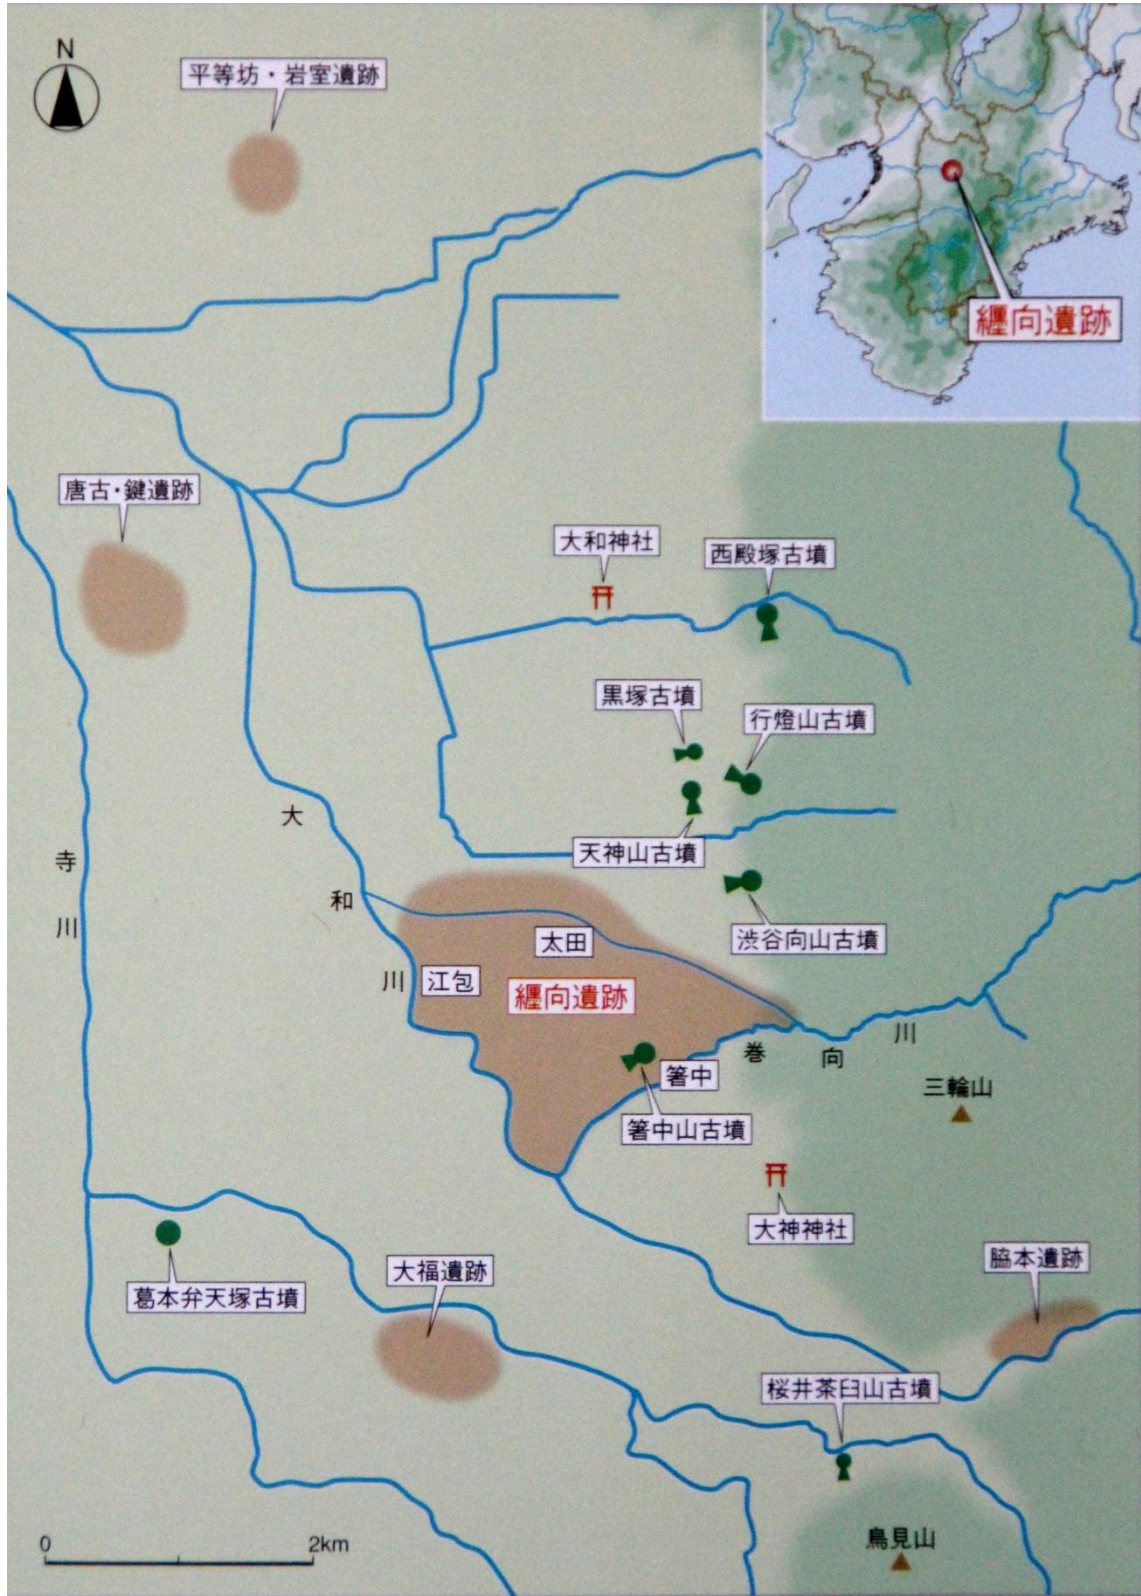 N
平等坊・岩室遺跡
纒向遺跡
唐古・鍵遺跡
大和神社
西殿塚古墳
黒塚古墳
行燈山古墳
天神山古墳
渋谷向山古墳
大和川
寺川
太田
江包
纒向遺跡
箸中
巻向川
箸中山古墳
三輪山
大神神社
脇本遺跡
大福遺跡
葛本弁天塚古墳
桜井茶臼山古墳
鳥見山
0 2km